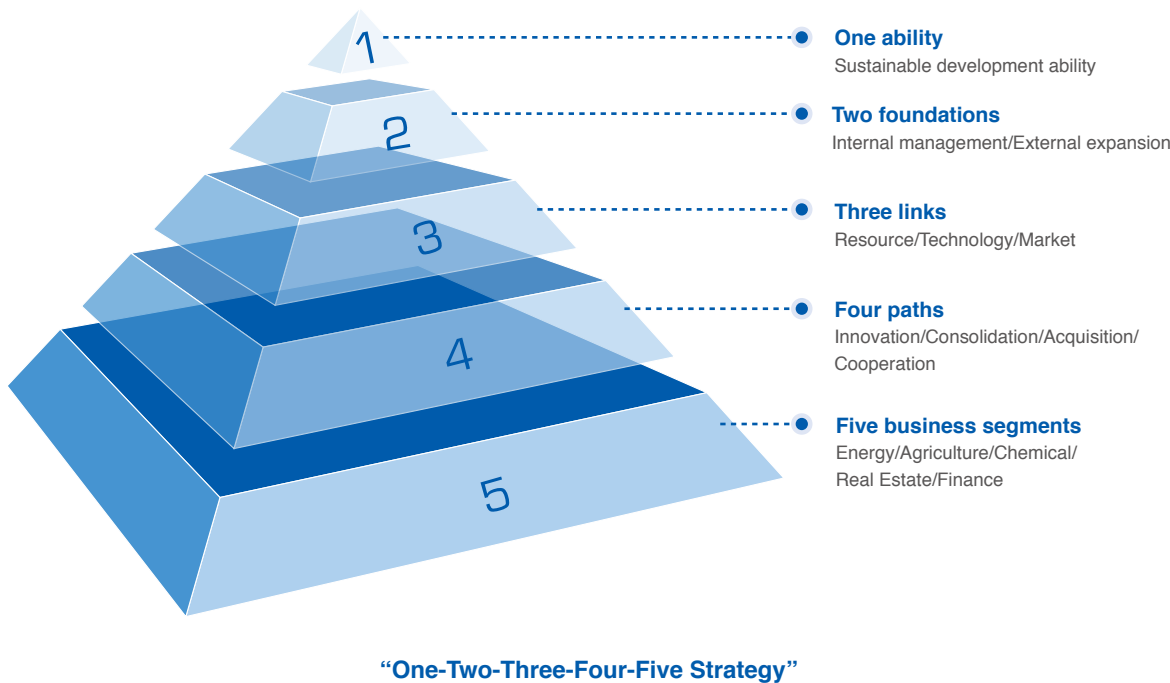 1
One ability
Sustainable development ability
2
Two foundations
Internal management/External expansion
3
Three links
Resource/Technology/Market
4
Four paths
Innovation/Consolidation/Acquisition/
Cooperation
5
Five business segments
Energy/Agriculture/Chemical/
Real Estate/Finance
“One-Two-Three-Four-Five Strategy”